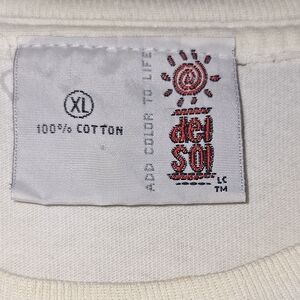 XL
100% COTTON
ADD COLOR TO LIFE
del
Sol
LC
TM